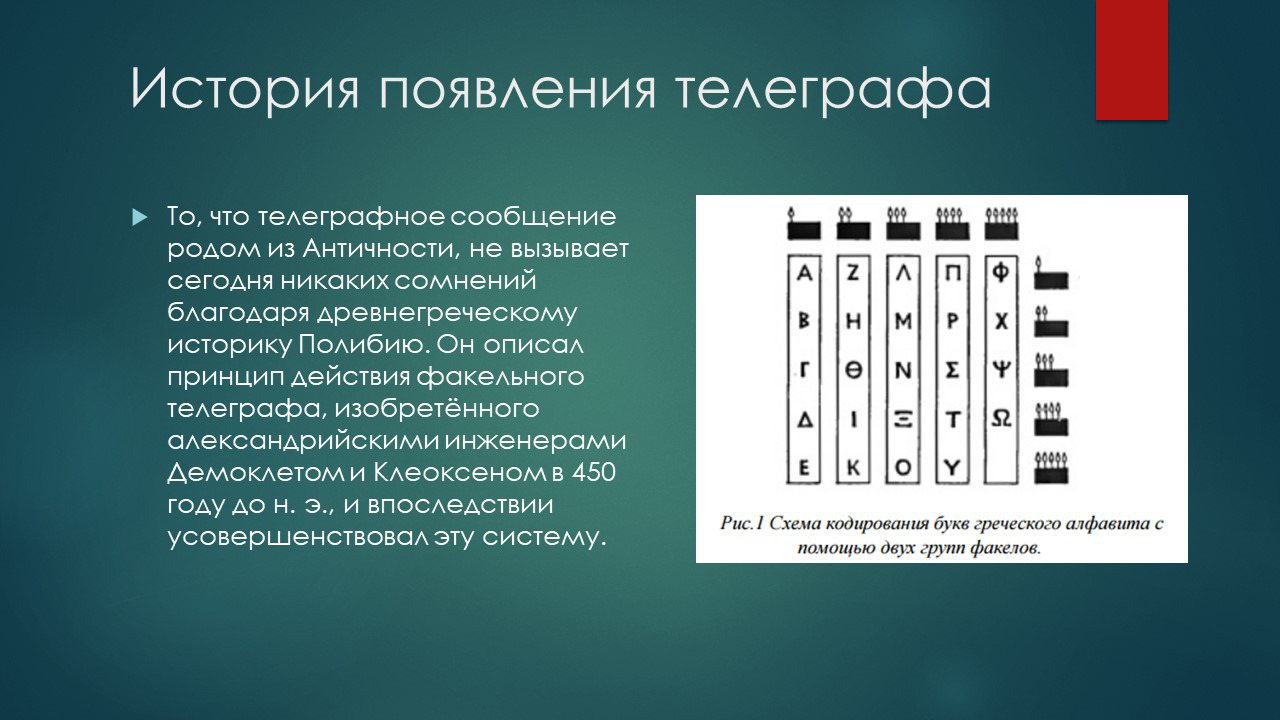 История появления телеграфа
То, что телеграфное сообщение
родом из Античности, не вызывает
сегодня никаких сомнений
благодаря древнегреческому
историку Полибию. Он описал
принцип действия факельного
телеграфа, изобретённого
александрийскими инженерами
Демоклетом и Клеоксеном в 450
году до н. э., и впоследствии
усовершенствовал эту систему.
Α Ζ Λ Π Φ
Β Η Μ Ρ Χ
Γ Θ Ν Σ Ψ
Δ Ι Ξ Τ Ω
Ε Κ Ο Υ
Рис.1 Схема кодирования букв греческого алфавита с
помощью двух групп факелов.